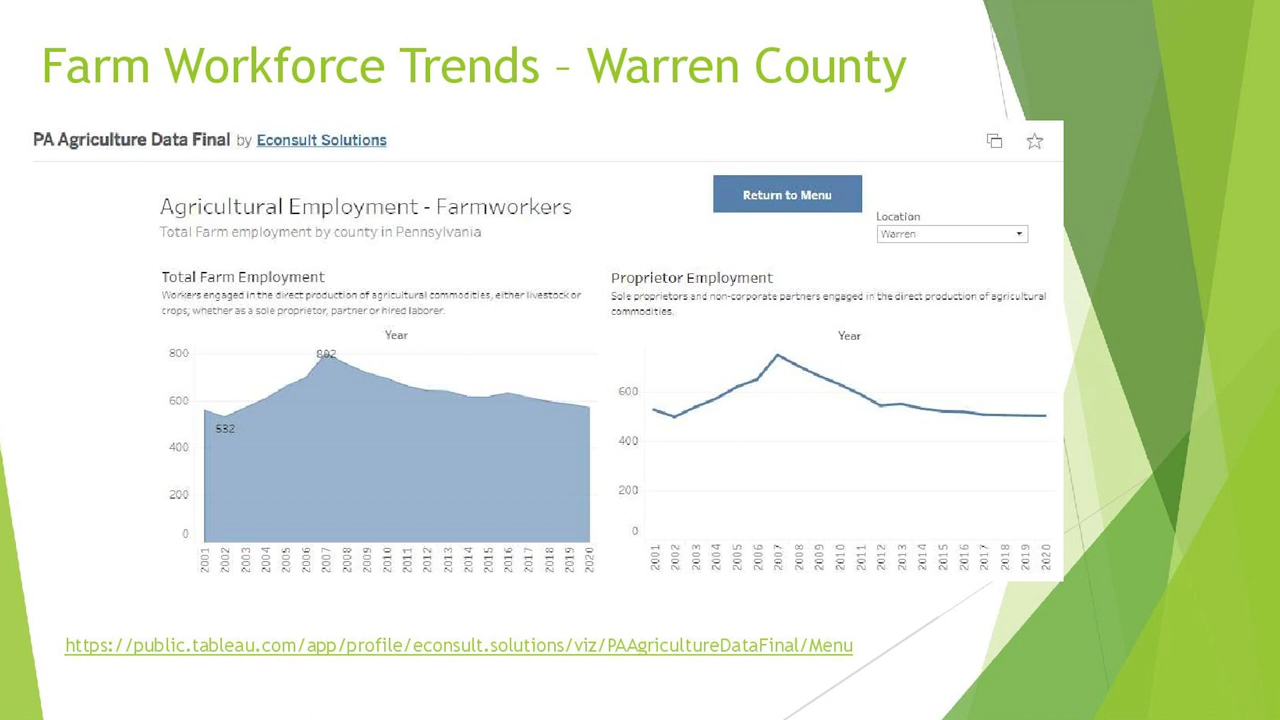 Farm Workforce Trends – Warren County
PA Agriculture Data Final by Econsult Solutions
Return to Menu
Agricultural Employment - Farmworkers
Total Farm employment by county in Pennsylvania
Location
Warren
Total Farm Employment
Workers engaged in the direct production of agricultural commodities, either livestock or
crops; whether as a sole proprietor, partner or hired laborer.
Year
800
600
400
200
0
802
532
2001 2002 2003 2004 2005 2006 2007 2008 2009 2010 2011 2012 2013 2014 2015 2016 2017 2018 2019 2020
Proprietor Employment
Sole proprietors and non-corporate partners engaged in the direct production of agricultural
commodities.
Year
600
400
200
0
2001 2002 2003 2004 2005 2006 2007 2008 2009 2010 2011 2012 2013 2014 2015 2016 2017 2018 2019 2020
https://public.tableau.com/app/profile/econsult.solutions/viz/PAAgricultureDataFinal/Menu